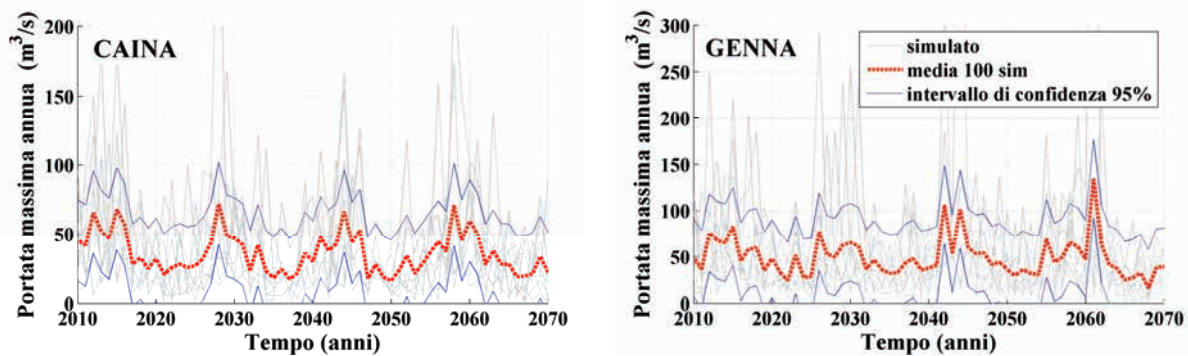 CAINA
Portata massima annua (m³/s)
200
150
100
50
0
2010 2020 2030 2040 2050 2060 2070
Tempo (anni)
GENNA
simulato
media 100 sim
intervallo di confidenza 95%
Portata massima annua (m³/s)
300
250
200
150
100
50
0
2010 2020 2030 2040 2050 2060 2070
Tempo (anni)